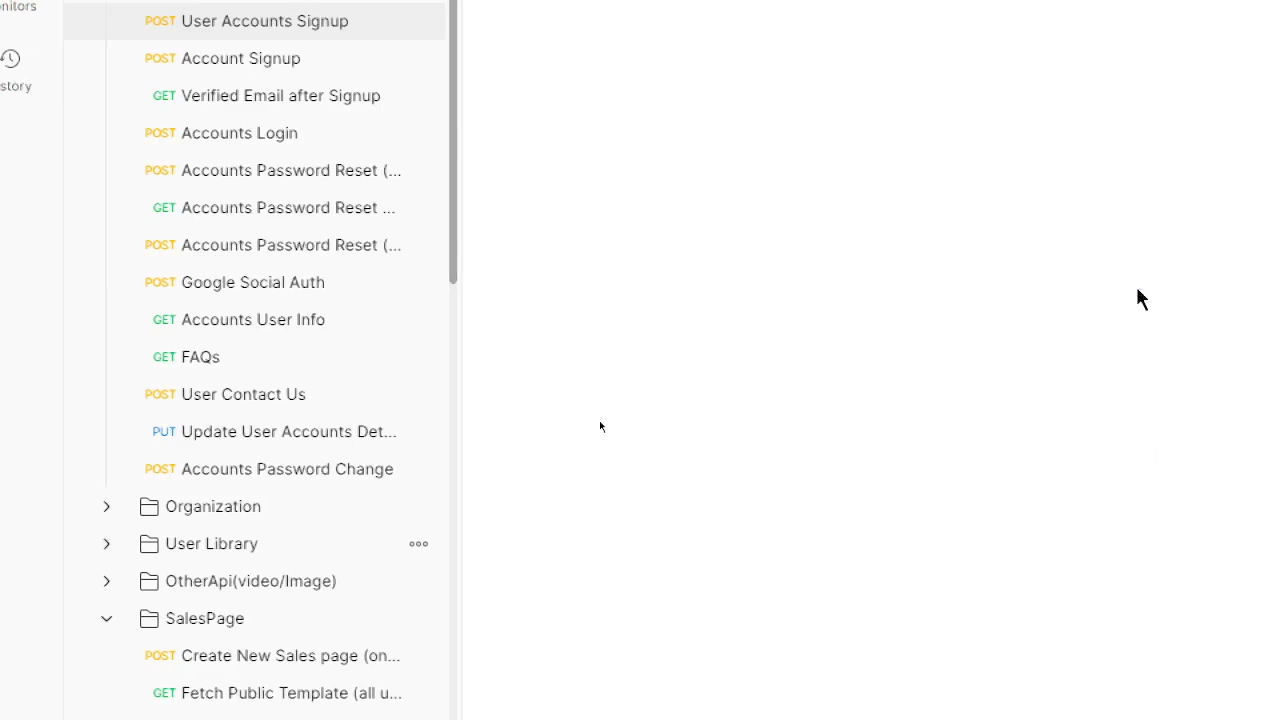 nitors
POST User Accounts Signup
POST Account Signup
story
GET Verified Email after Signup
POST Accounts Login
POST Accounts Password Reset (...
GET Accounts Password Reset ...
POST Accounts Password Reset (...
POST Google Social Auth
GET Accounts User Info
GET FAQs
POST User Contact Us
PUT Update User Accounts Det...
POST Accounts Password Change
Organization
User Library
OtherApi(video/Image)
SalesPage
POST Create New Sales page (on...
GET Fetch Public Template (all u...